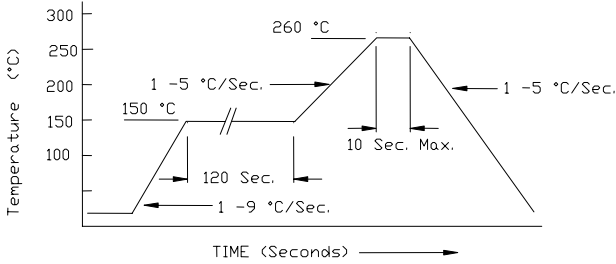 300
260 °C
250
200
1 -5 °C/Sec.
1 -5 °C/Sec.
150 °C
150
10 Sec. Max.
100
120 Sec.
1 -9 °C/Sec.
Temperature (°C)
TIME (Seconds)